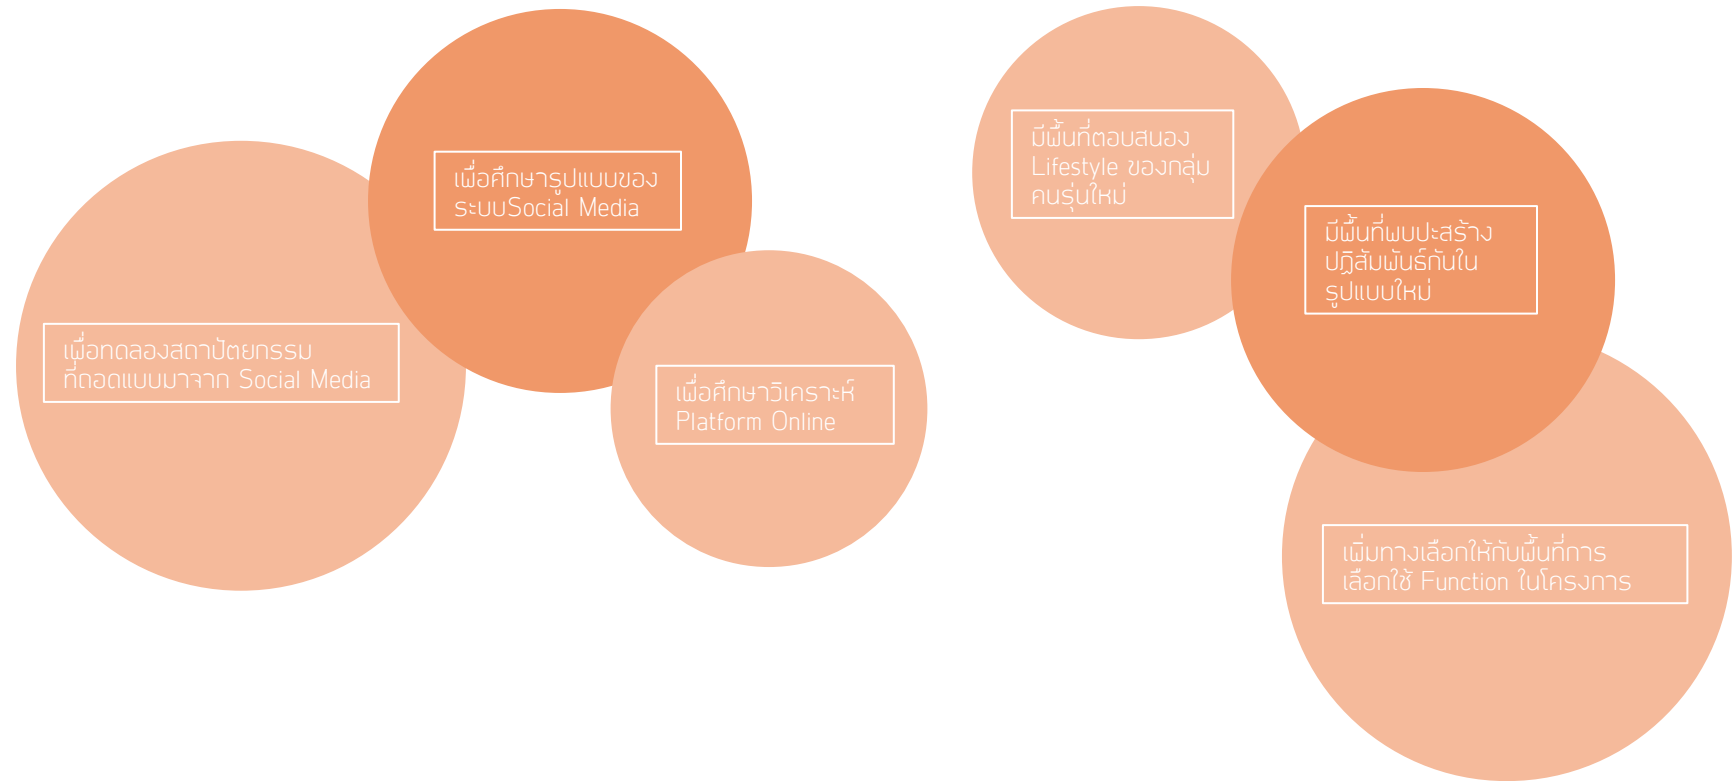 เพื่อศึกษารูปแบบของ
ระบบSocial Media
เพื่อทดลองสถาปัตยกรรม
ที่ถอดแบบมาจาก Social Media
เพื่อศึกษาวิเคราะห์
Platform Online
มีพื้นที่ตอบสนอง
Lifestyle ของกลุ่ม
คนรุ่นใหม่
มีพื้นที่พบปะสร้าง
ปฏิสัมพันธ์กันใน
รูปแบบใหม่
เพิ่มทางเลือกให้กับพื้นที่การ
เลือกใช้ Function ในโครงการ